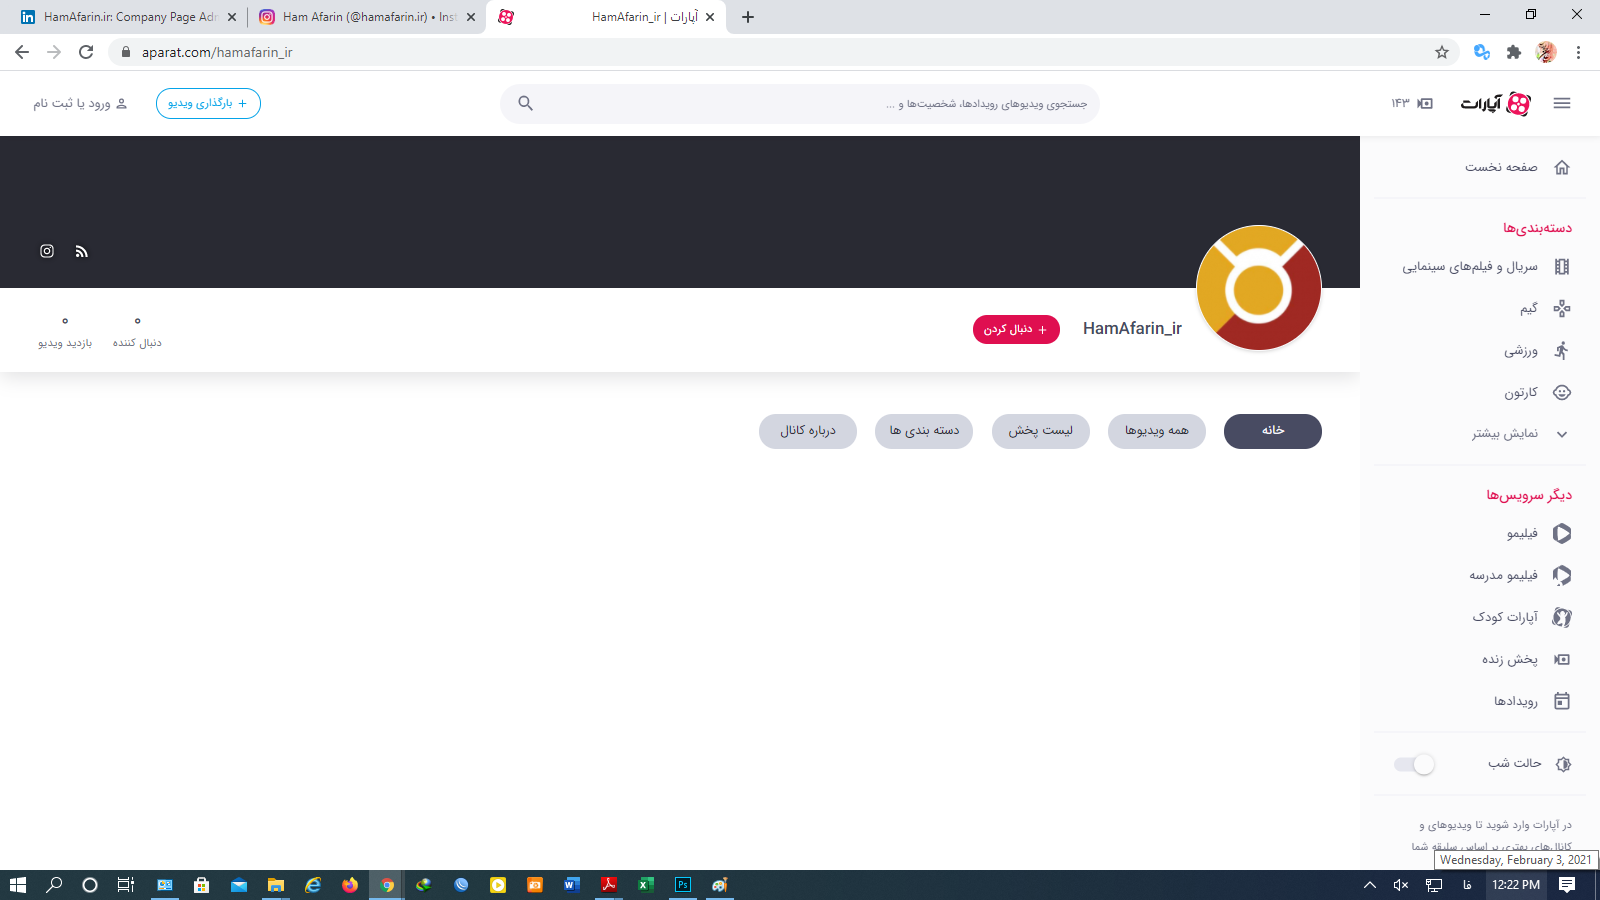 HamAfarin.ir: Company Page Adn
Ham Afarin (@hamafarin.ir) • Inst
HamAfarin_ir | آپارات
aparat.com/hamafarin_ir
آپارات
۱۴۳
جستجوی ویدیوهای رویدادها، شخصیت‌ها و ...
+ بارگذاری ویدیو
ورود یا ثبت نام
HamAfarin_ir
+ دنبال کردن
۰
دنبال کننده
۰
بازدید ویدیو
خانه
همه ویدیوها
لیست پخش
دسته بندی ها
درباره کانال
صفحه نخست
دسته‌بندی‌ها
سریال و فیلم‌های سینمایی
گیم
ورزشی
کارتون
نمایش بیشتر
دیگر سرویس‌ها
فیلیمو
فیلیمو مدرسه
آپارات کودک
پخش زنده
رویدادها
حالت شب
در آپارات وارد شوید تا ویدیوهای و
کانال‌های بهتری بر اساس سلیقه شما
Wednesday, February 3, 2021
فا
12:22 PM